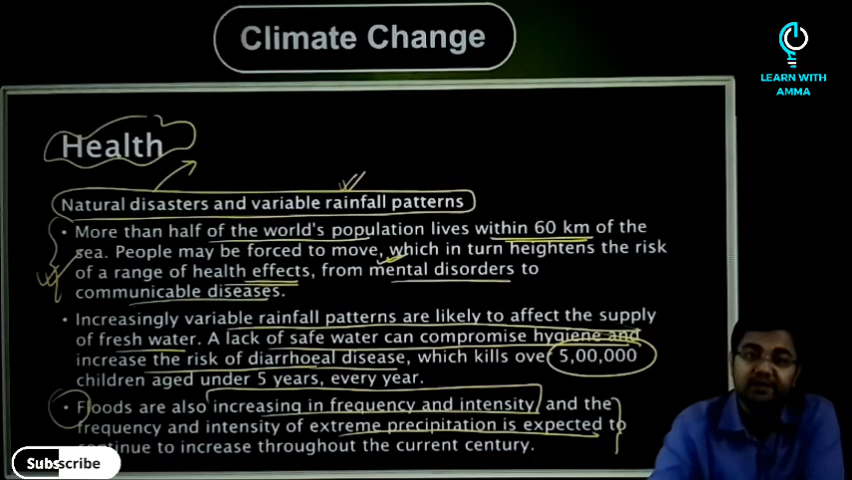 Climate Change
LEARN WITH
AMMA
Health
Natural disasters and variable rainfall patterns
• More than half of the world's population lives within 60 km of the
sea. People may be forced to move, which in turn heightens the risk
of a range of health effects, from mental disorders to
communicable diseases.
• Increasingly variable rainfall patterns are likely to affect the supply
of fresh water. A lack of safe water can compromise hygiene and
increase the risk of diarrhoeal disease, which kills over 5,00,000
children aged under 5 years, every year.
• Floods are also increasing in frequency and intensity, and the
frequency and intensity of extreme precipitation is expected to
continue to increase throughout the current century.
Subscribe